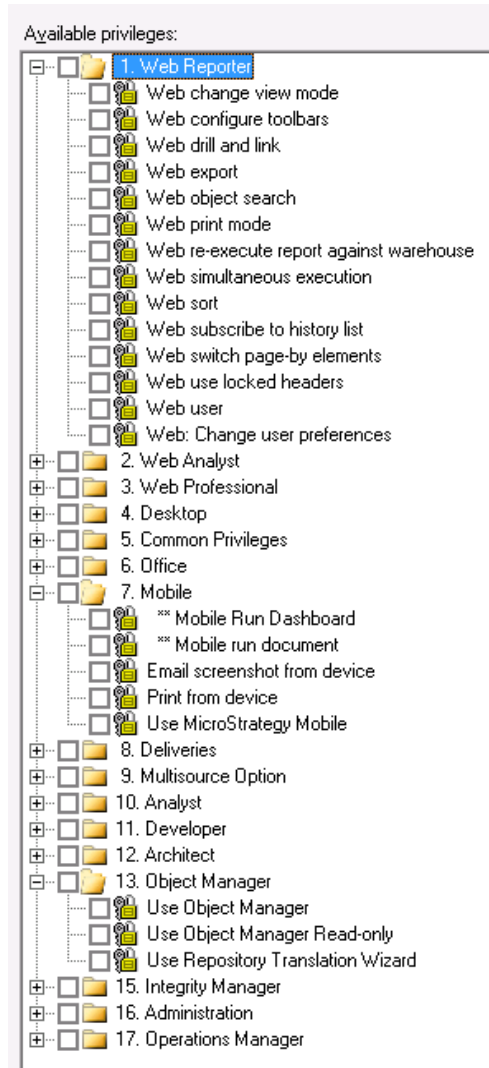 Available privileges:
1. Web Reporter
Web change view mode
Web configure toolbars
Web drill and link
Web export
Web object search
Web print mode
Web re-execute report against warehouse
Web simultaneous execution
Web sort
Web subscribe to history list
Web switch page-by elements
Web use locked headers
Web user
Web: Change user preferences
2. Web Analyst
3. Web Professional
4. Desktop
5. Common Privileges
6. Office
7. Mobile
** Mobile Run Dashboard
** Mobile run document
Email screenshot from device
Print from device
Use MicroStrategy Mobile
8. Deliveries
9. Multisource Option
10. Analyst
11. Developer
12. Architect
13. Object Manager
Use Object Manager
Use Object Manager Read-only
Use Repository Translation Wizard
15. Integrity Manager
16. Administration
17. Operations Manager